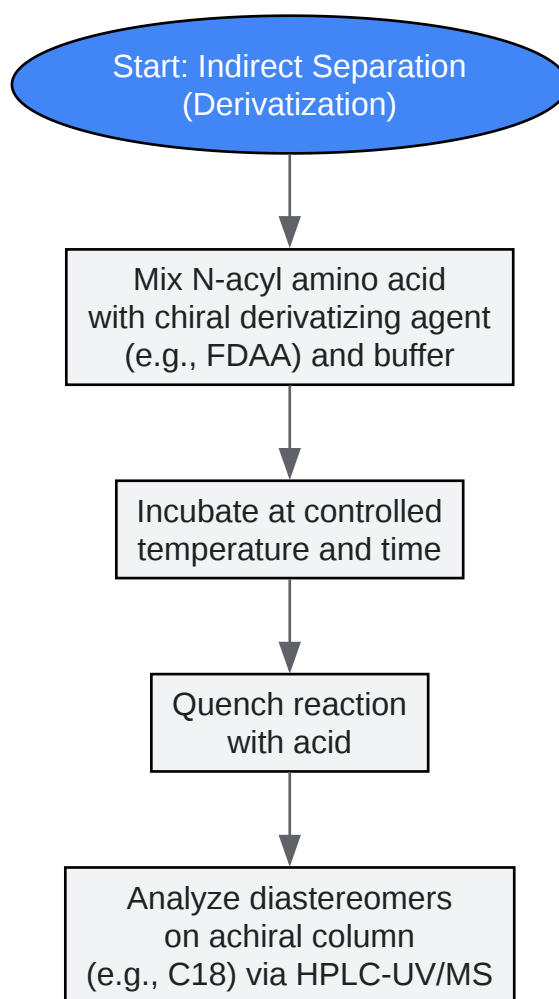 Start: Indirect Separation
(Derivatization)
Mix N-acyl amino acid
with chiral derivatizing agent
(e.g., FDAA) and buffer
Incubate at controlled
temperature and time
Quench reaction
with acid
Analyze diastereomers
on achiral column
(e.g., C18) via HPLC-UV/MS